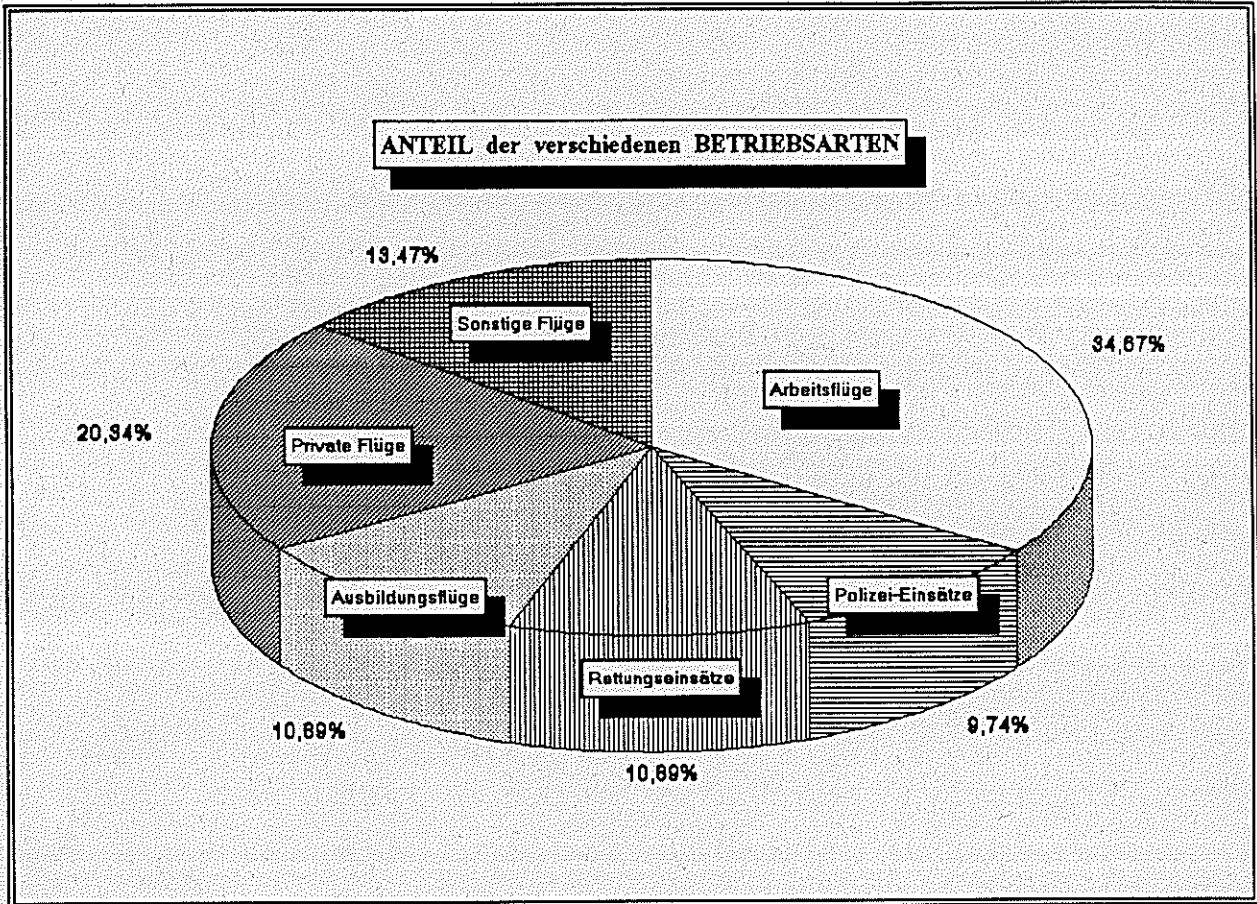 ANTEIL der verschiedenen BETRIEBSARTEN
13,47%
Sonstige Flüge
34,67%
Arbeitsflüge
20,34%
Private Flüge
Ausbildungsflüge
Polizei-Einsätze
Rettungseinsätze
10,89%
9,74%
10,89%